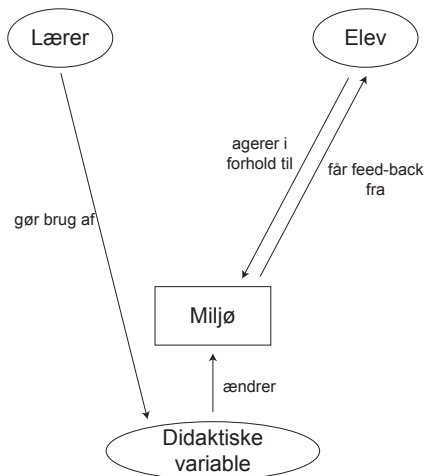 Lærer
Elev
agerer i
forhold til
får feed-back
fra
gør brug af
Miljø
ændrer
Didaktiske
variable